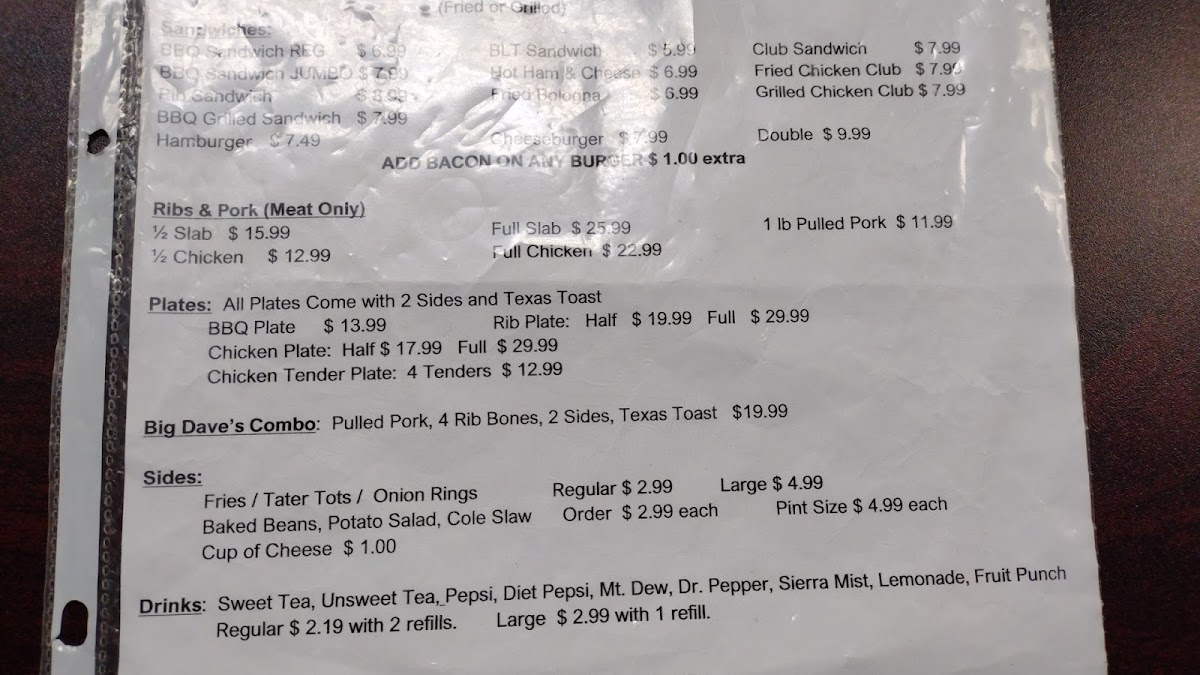 (Fried or Grilled)
Sandwiches:
BBQ Sandwich REG $ 6.99 BLT Sandwich $ 5.99 Club Sandwich $ 7.99
BBQ Sandwich JUMBO $ 7.99 Hot Ham & Cheese $ 6.99 Fried Chicken Club $ 7.99
Rib Sandwich $ 8.99 Fried Bologna $ 6.99 Grilled Chicken Club $ 7.99
BBQ Grilled Sandwich $ 7.99
Hamburger $ 7.49 Cheeseburger $ 7.99 Double $ 9.99
ADD BACON ON ANY BURGER $ 1.00 extra
Ribs & Pork (Meat Only)
½ Slab $ 15.99 Full Slab $ 25.99 1 lb Pulled Pork $ 11.99
½ Chicken $ 12.99 Full Chicken $ 22.99
Plates: All Plates Come with 2 Sides and Texas Toast
BBQ Plate $ 13.99 Rib Plate: Half $ 19.99 Full $ 29.99
Chicken Plate: Half $ 17.99 Full $ 29.99
Chicken Tender Plate: 4 Tenders $ 12.99
Big Dave's Combo: Pulled Pork, 4 Rib Bones, 2 Sides, Texas Toast $19.99
Sides:
Fries / Tater Tots / Onion Rings Regular $ 2.99 Large $ 4.99
Baked Beans, Potato Salad, Cole Slaw Order $ 2.99 each Pint Size $ 4.99 each
Cup of Cheese $ 1.00
Drinks: Sweet Tea, Unsweet Tea, Pepsi, Diet Pepsi, Mt. Dew, Dr. Pepper, Sierra Mist, Lemonade, Fruit Punch
Regular $ 2.19 with 2 refills. Large $ 2.99 with 1 refill.